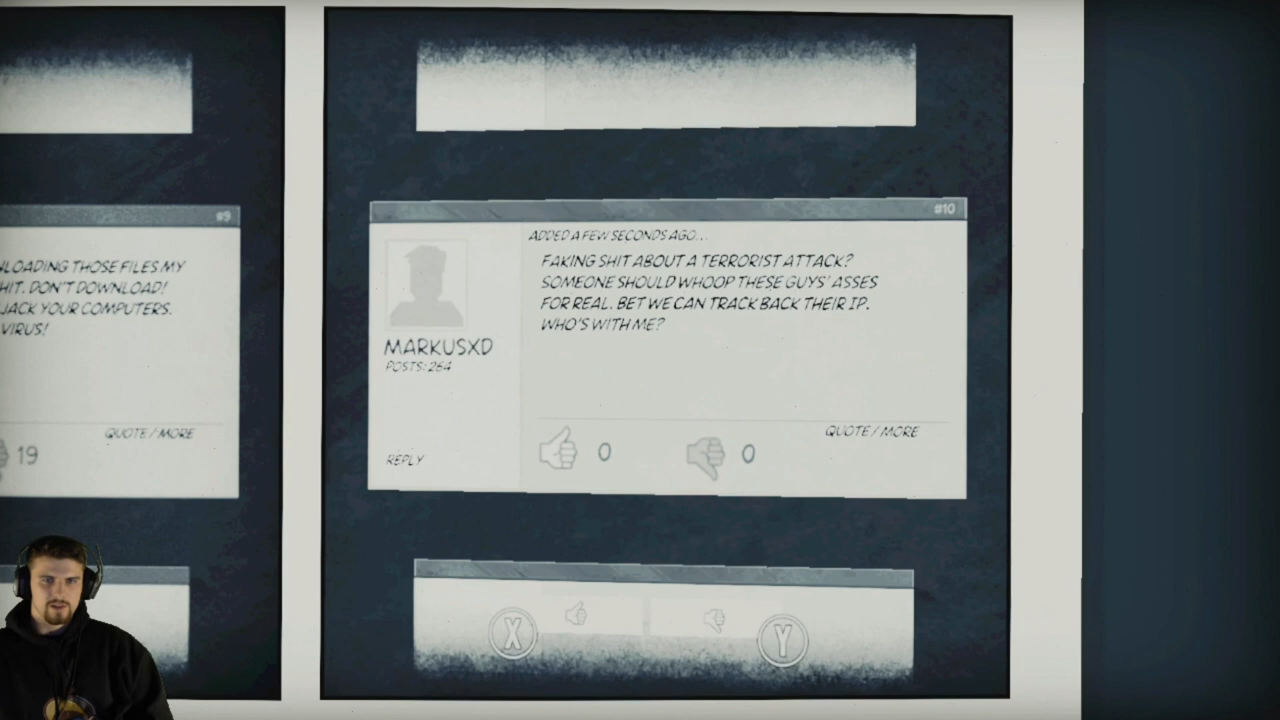 #9
NLOADING THOSE FILES MY
HIT. DON'T DOWNLOAD!
JACK YOUR COMPUTERS.
VIRUS!
QUOTE / MORE
19
#10
ADDED A FEW SECONDS AGO...
FAKING SHIT ABOUT A TERRORIST ATTACK?
SOMEONE SHOULD WHOOP THESE GUYS' ASSES
FOR REAL. BET WE CAN TRACK BACK THEIR IP.
WHO'S WITH ME?
MARKUSXD
POSTS: 264
QUOTE / MORE
0
0
REPLY
X
Y